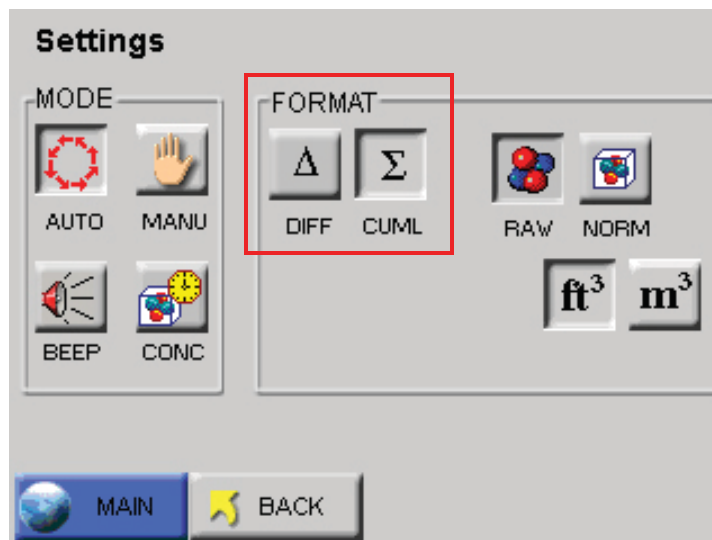 Settings
MODE
AUTO
MANU
BEEP
CONC
FORMAT
Δ
Σ
DIFF
CUML
RAW
NORM
ft³
m³
MAIN
BACK